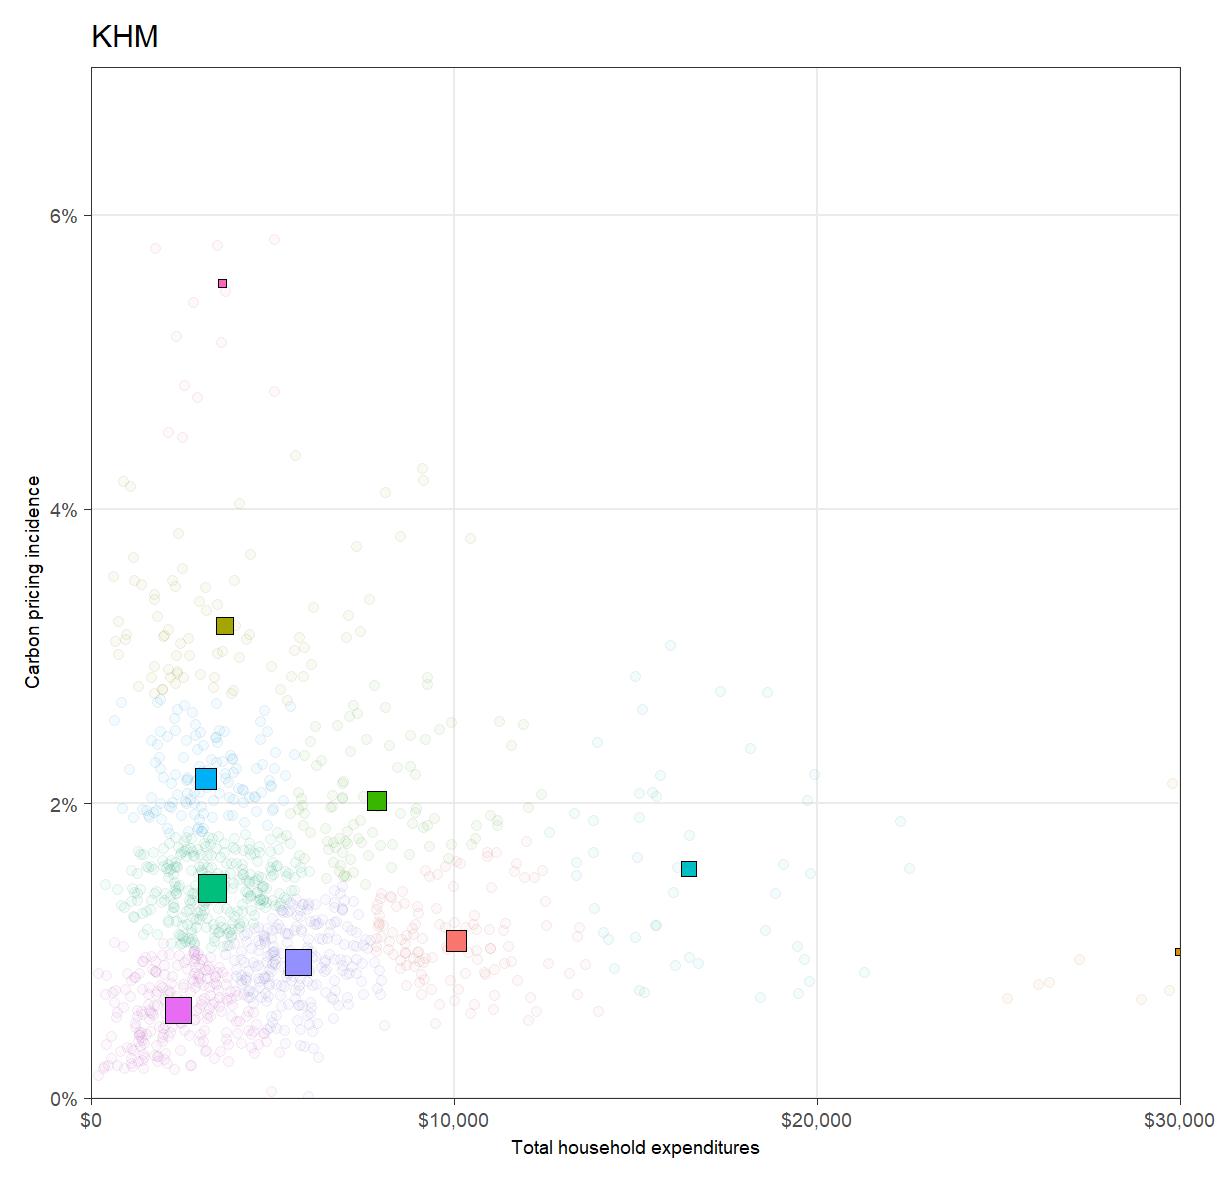 KHM
6%
4%
2%
0%
Carbon pricing incidence
$0
$10,000
$20,000
$30,000
Total household expenditures